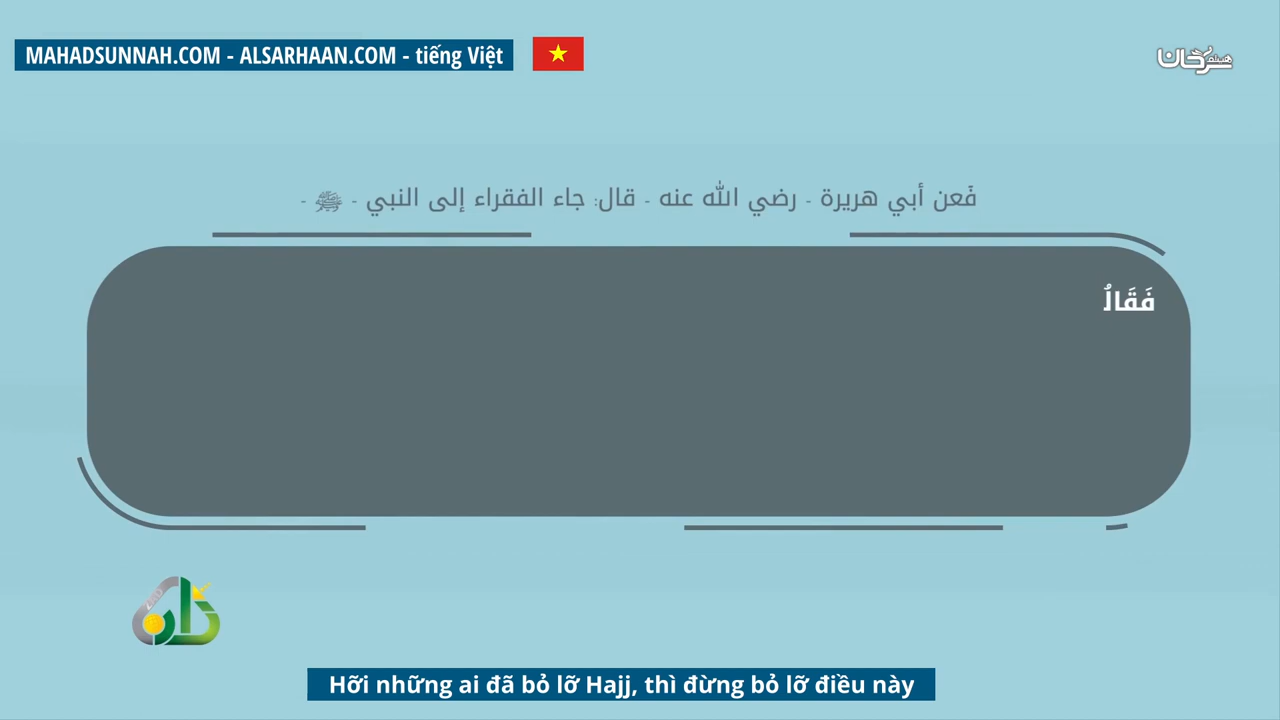 MAHADSUNNAH.COM - ALSARHAAN.COM - tiếng Việt
فَعن أبي هريرة - رضي الله عنه - قال: جاء الفقراء إلى النبي - ﷺ -
فَقَالُ
Hỡi những ai đã bỏ lỡ Hajj, thì đừng bỏ lỡ điều này